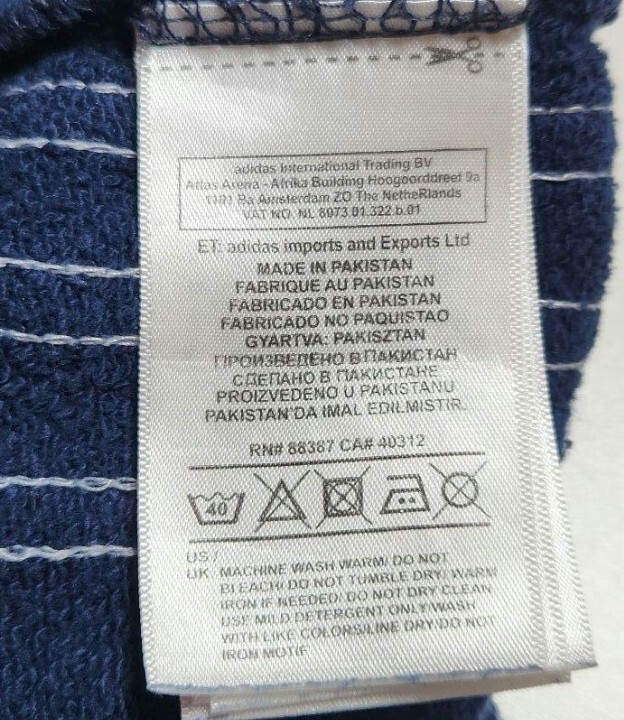 adidas International Trading BV
Atlas Arena - Afrika Building Hoogoorddreef 9a
1101 Ba Amsterdam ZO The NetheRlands
VAT NO. NL 8073.01.322.b.01
ET: adidas imports and Exports Ltd
MADE IN PAKISTAN
FABRIQUE AU PAKISTAN
FABRICADO EN PAKISTAN
FABRICADO NO PAQUISTAO
GYARTVA: PAKISZTAN
ПРОИЗВЕДЕНО В ПАКИСТАН
СДЕЛАНО В ПАКИСТАНЕ
PROIZVEDENO U PAKISTANU
PAKISTAN'DA IMAL EDILMISTIR.
RN# 88387 CA# 40312
40
US /
UK MACHINE WASH WARM/ DO NOT
BLEACH/ DO NOT TUMBLE DRY/ WARM
IRON IF NEEDED/ DO NOT DRY CLEAN
USE MILD DETERGENT ONLY/WASH
WITH LIKE COLORS/LINE DRY/DO NOT
IRON MOTIF